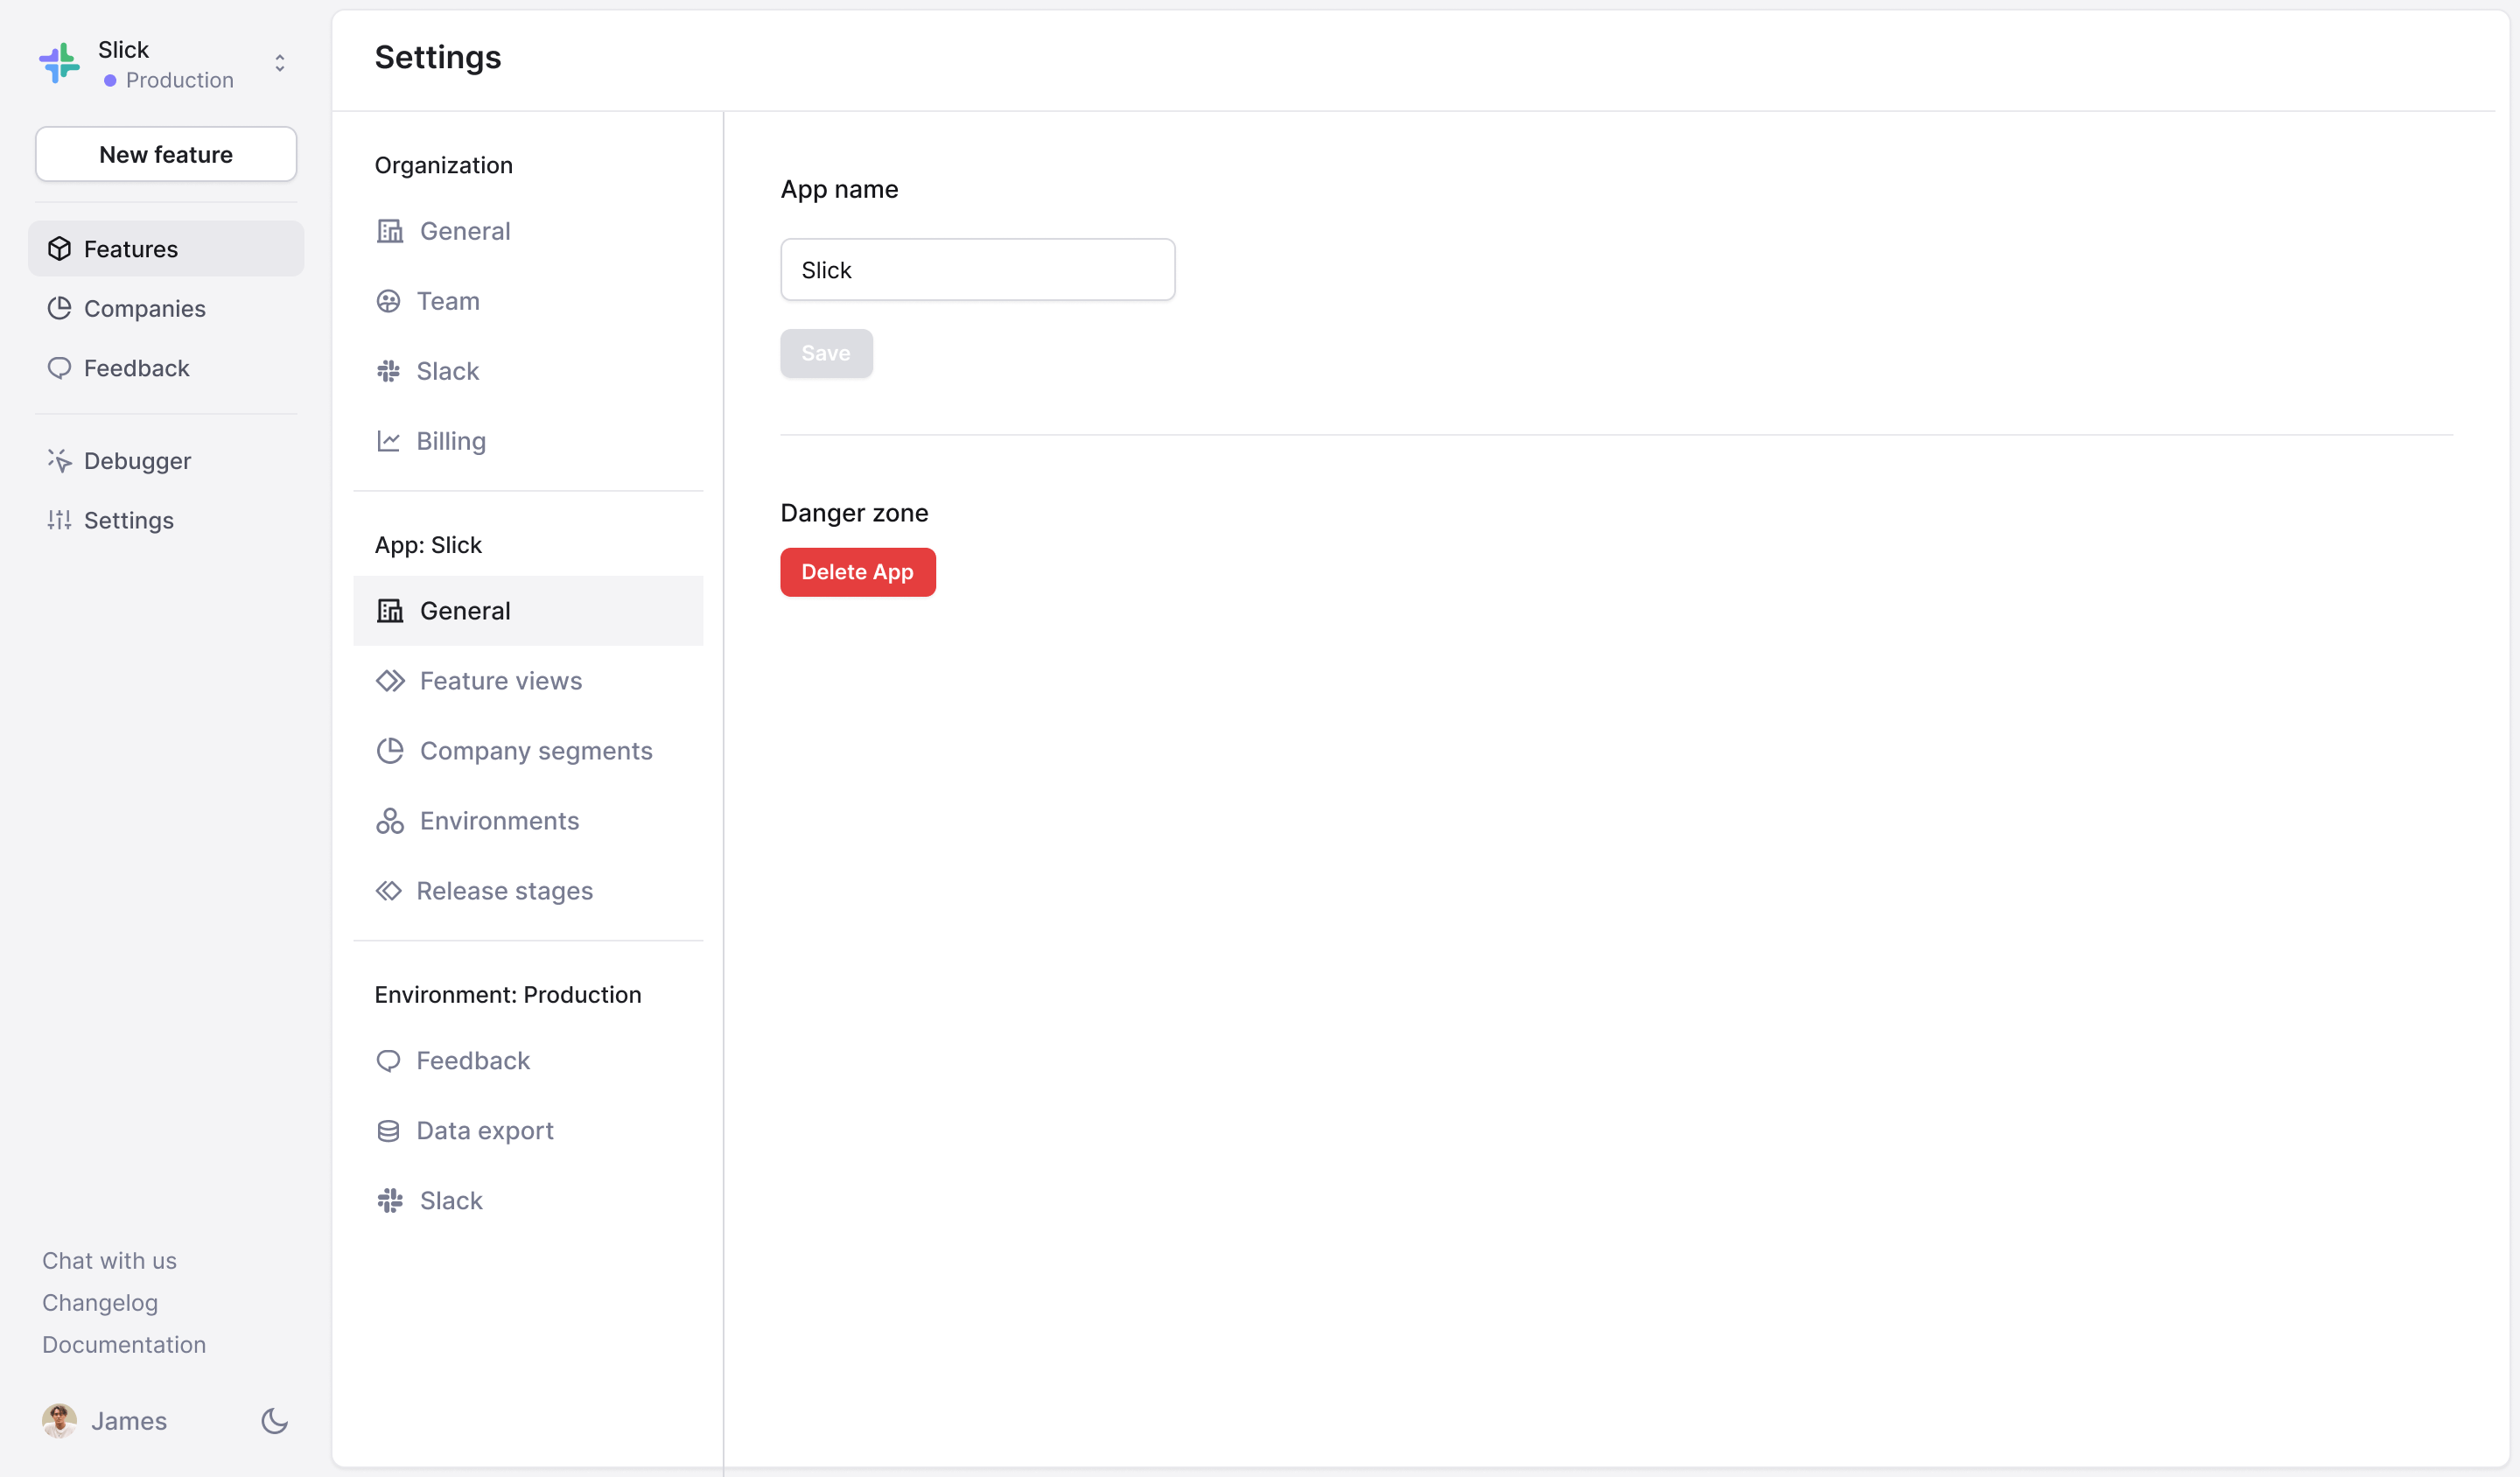 Slick
Production
New feature
Features
Companies
Feedback
Debugger
Settings
Chat with us
Changelog
Documentation
James
Settings
Organization
General
Team
Slack
Billing
App: Slick
General
Feature views
Company segments
Environments
Release stages
Environment: Production
Feedback
Data export
Slack
App name
Slick
Save
Danger zone
Delete App